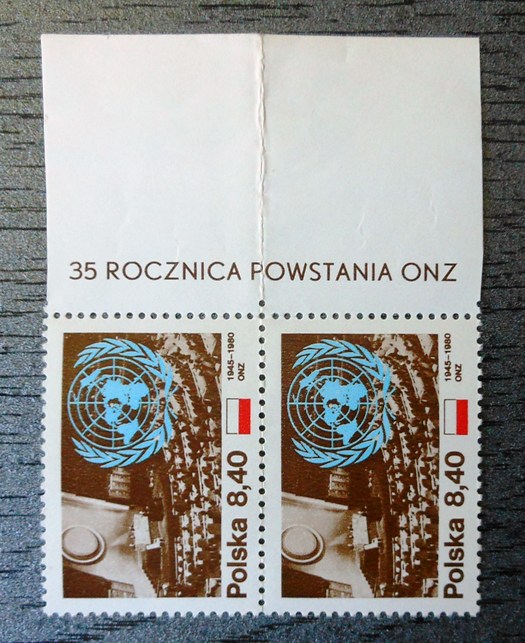 35 ROCZNICA POWSTANIA ONZ
1945–1980
ONZ
Polska 8,40
1945–1980
ONZ
Polska 8,40